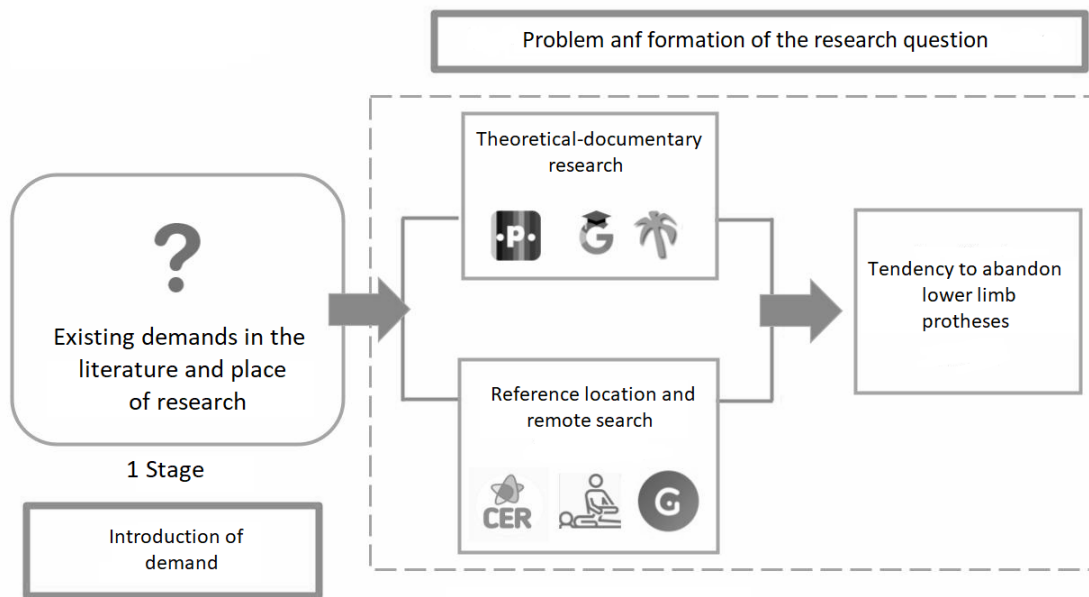 Problem anf formation of the research question
Theoretical-documentary
research
·P·
G
?
Existing demands in the
literature and place
of research
Tendency to abandon
lower limb
protheses
Reference location and
remote search
CER
G
1 Stage
Introduction of
demand